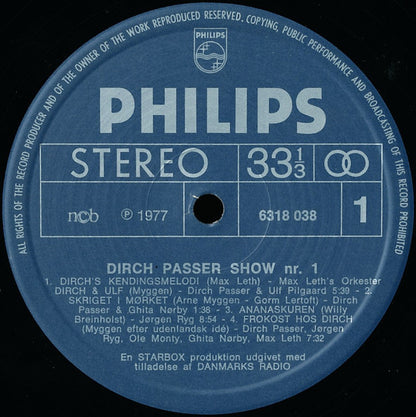 ALL RIGHTS OF THE RECORD PRODUCER AND OF THE OWNER OF THE WORK REPRODUCED RESERVED. COPYING, PUBLIC PERFORMANCE AND BROADCASTING OF THIS RECORD PROHIBITED
PHILIPS
PHILIPS
STEREO 33⅓
ncb ℗ 1977 6318 038 1
DIRCH PASSER SHOW nr. 1
1. DIRCH'S KENDINGSMELODI (Max Leth) - Max Leth's Orkester
DIRCH & ULF (Myggen) - Dirch Passer & Ulf Pilgaard 5:39 - 2.
SKRIGET I MØRKET (Arne Myggen - Gorm Lertoft) - Dirch
Passer & Ghita Nørby 1:36 - 3. ANANASKUREN (Willy
Breinholst) - Jørgen Ryg 8:54 - 4. FROKOST HOS DIRCH
(Myggen efter udenlandsk idé) - Dirch Passer, Jørgen
Ryg, Ole Monty, Ghita Nørby, Max Leth 7:32
En STARBOX produktion udgivet med
tilladelse af DANMARKS RADIO.